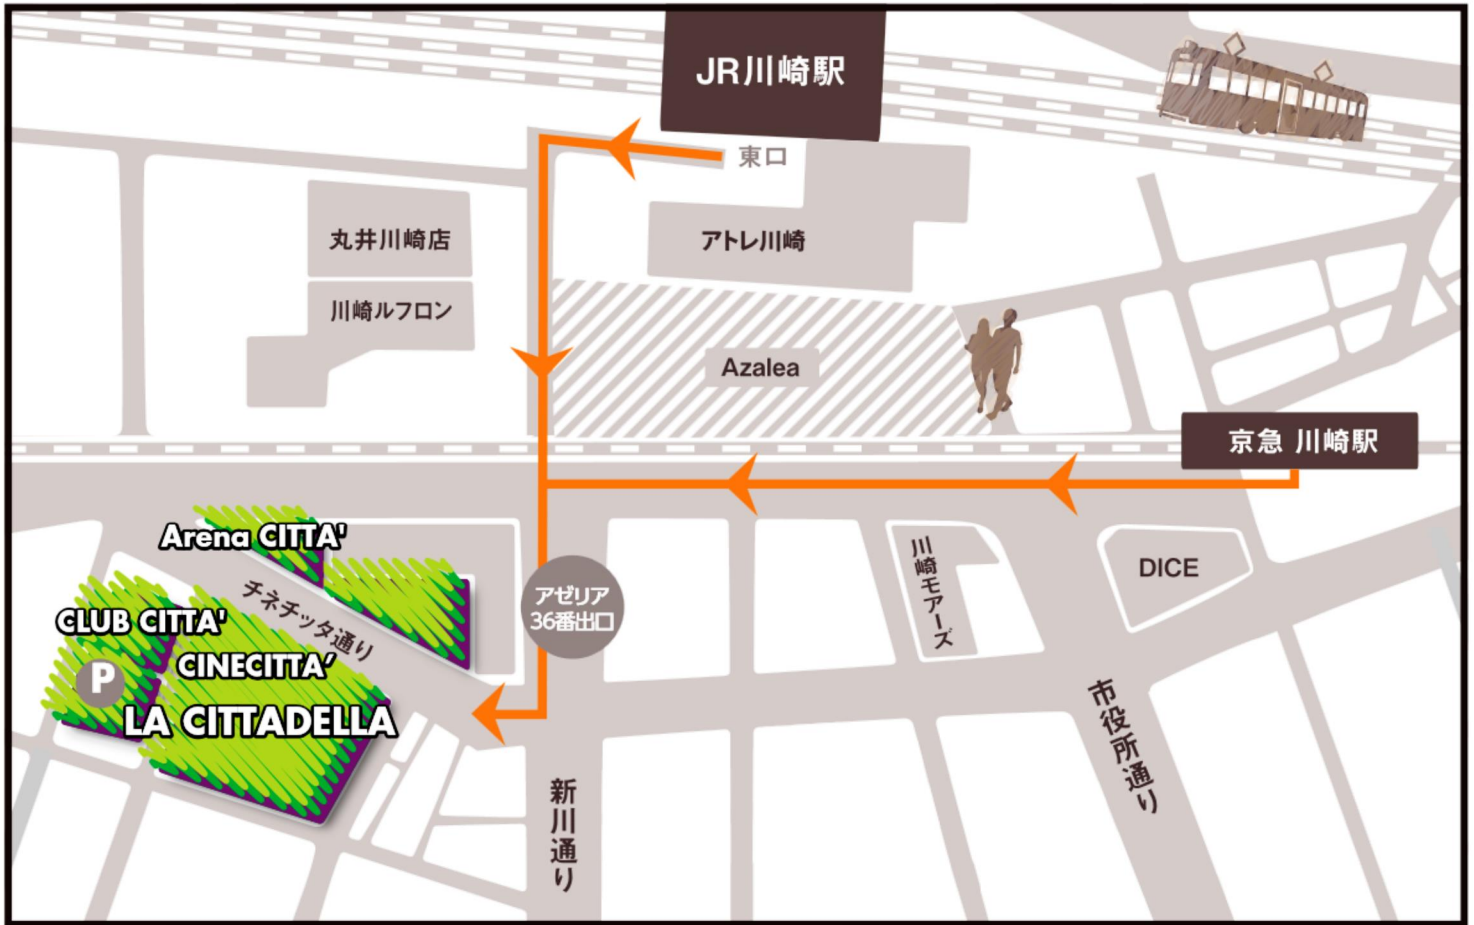 JR川崎駅
東口
丸井川崎店
アトレ川崎
川崎ルフロン
Azalea
京急 川崎駅
Arena CITTA'
チネチッタ通り
川崎モアーズ
DICE
アゼリア
36番出口
CLUB CITTA'
CINECITTA'
P
LA CITTADELLA
市役所通り
新川通り